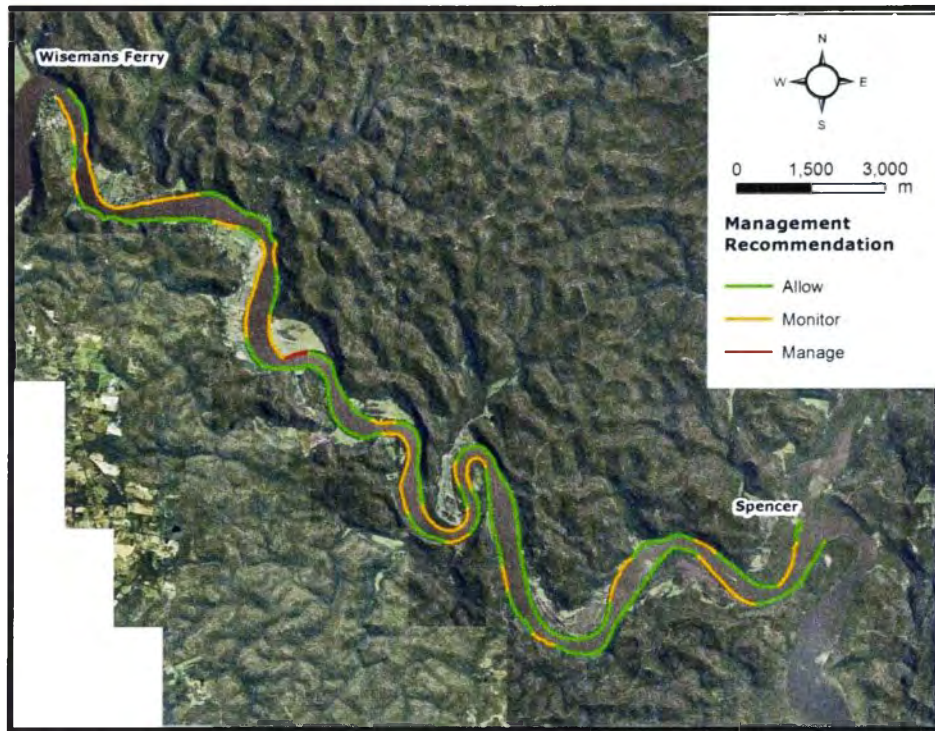 Wisemans Ferry
N
W E
S
0 1,500 3,000
m
Management
Recommendation
Allow
Monitor
Manage
Spencer